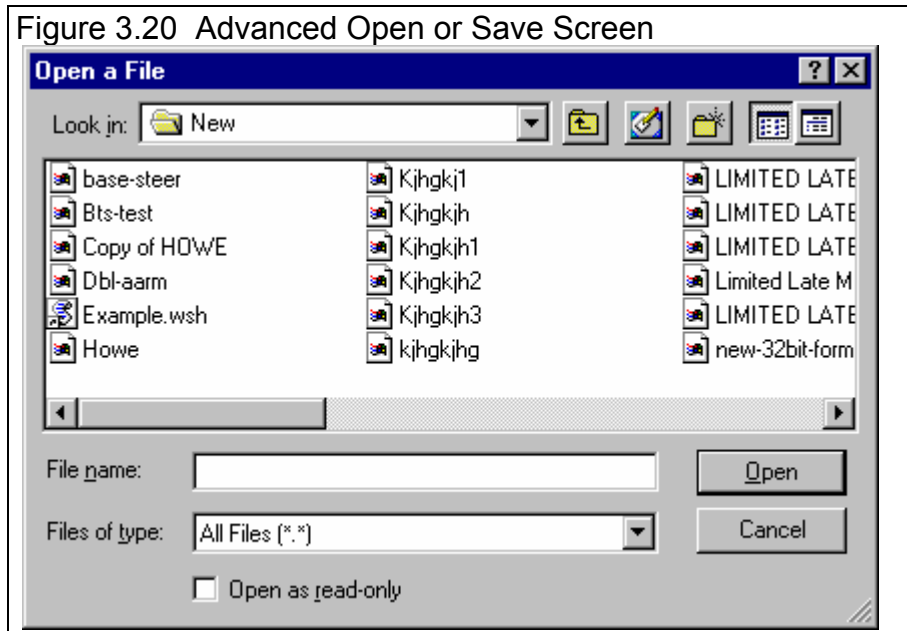 Figure 3.20 Advanced Open or Save Screen
Open a File
Look in: New
base-steer
Bts-test
Copy of HOWE
Dbl-aarm
Example.wsh
Howe
Kjhgkj1
Kjhgkjh
Kjhgkjh1
Kjhgkjh2
Kjhgkjh3
kjhgkjhg
LIMITED LATE
LIMITED LATE
LIMITED LATE
Limited Late M
LIMITED LATE
new-32bit-form
File name:
Open
Files of type: All Files (*.*)
Cancel
Open as read-only